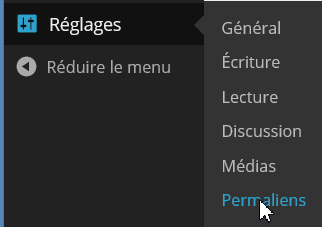 Réglages
Réduire le menu
Général
Écriture
Lecture
Discussion
Médias
Permaliens